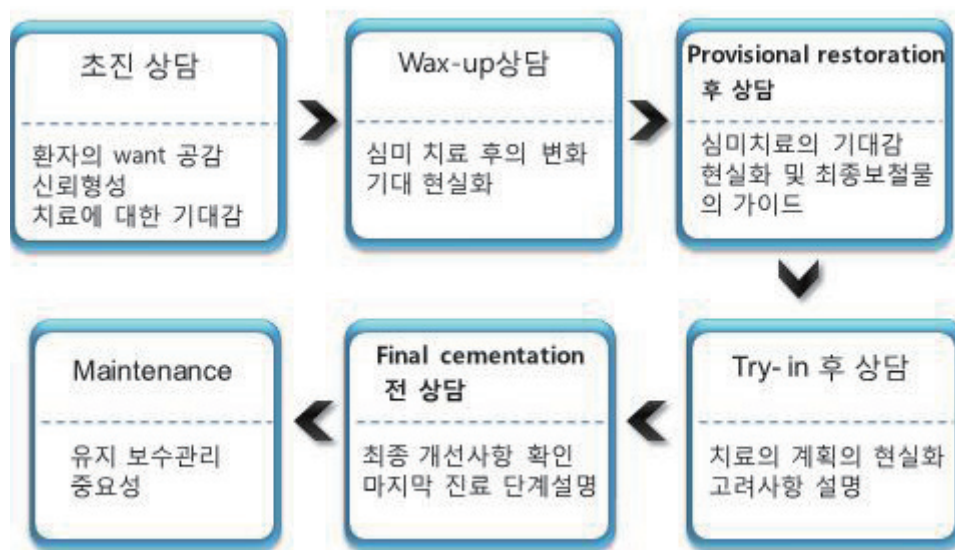 초진 상담
환자의 want 공감
신뢰형성
치료에 대한 기대감
Wax-up상담
심미 치료 후의 변화
기대 현실화
Provisional restoration
후 상담
심미치료의 기대감
현실화 및 최종보철물
의 가이드
Try-in 후 상담
치료의 계획의 현실화
고려사항 설명
Final cementation
전 상담
최종 개선사항 확인
마지막 진료 단계설명
Maintenance
유지 보수관리
중요성